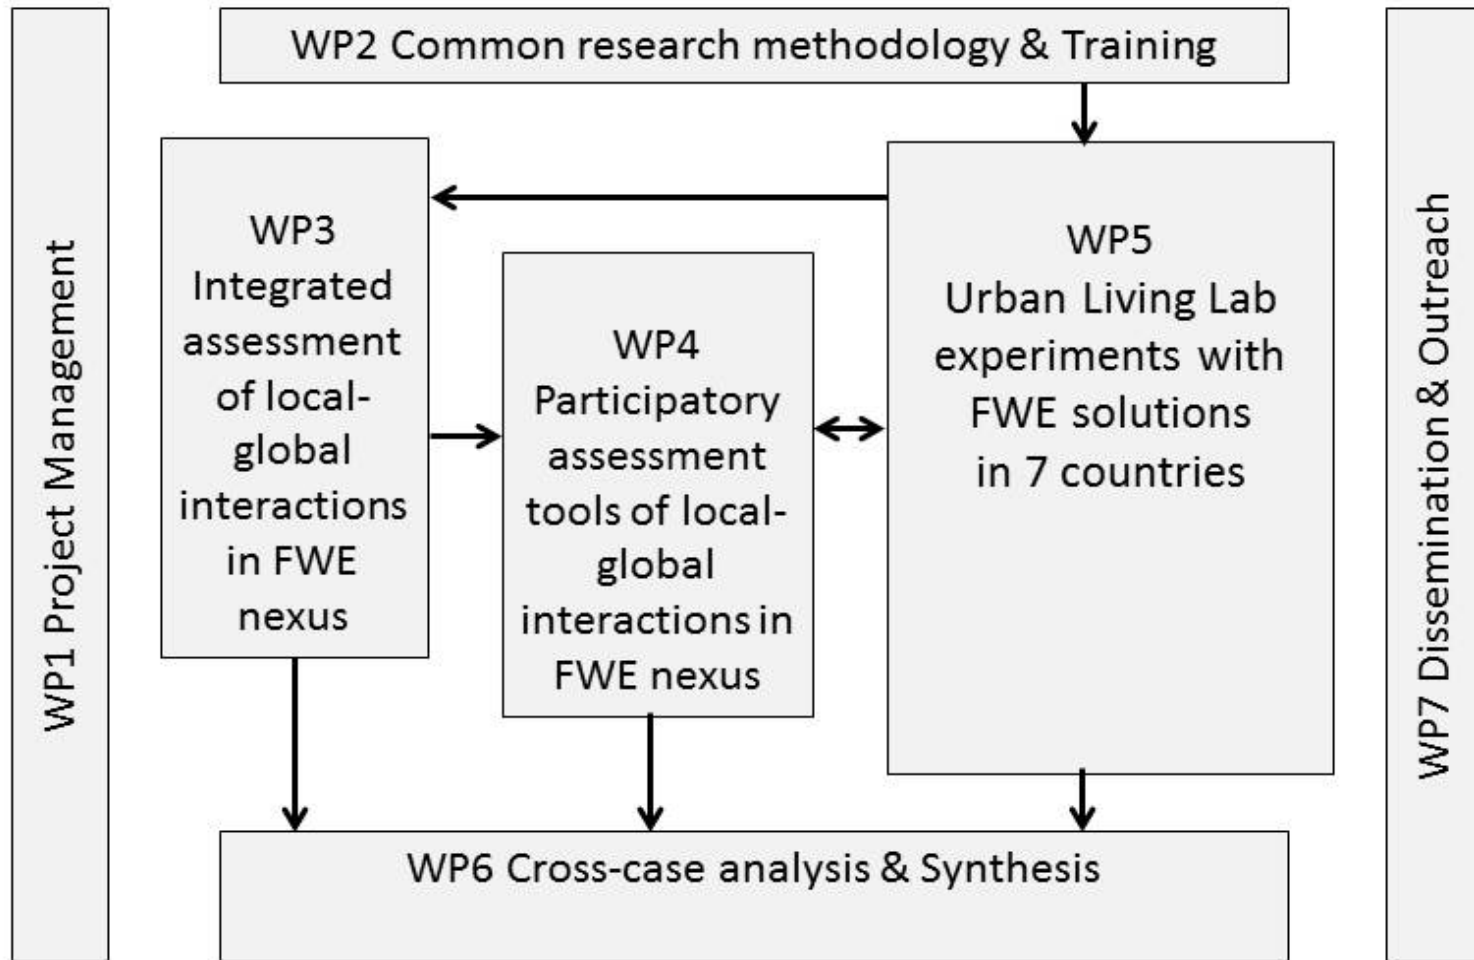 WP1 Project Management
WP2 Common research methodology & Training
WP3
Integrated
assessment
of local-
global
interactions
in FWE
nexus
WP4
Participatory
assessment
tools of local-
global
interactions in
FWE nexus
WP5
Urban Living Lab
experiments with
FWE solutions
in 7 countries
WP6 Cross-case analysis & Synthesis
WP7 Dissemination & Outreach